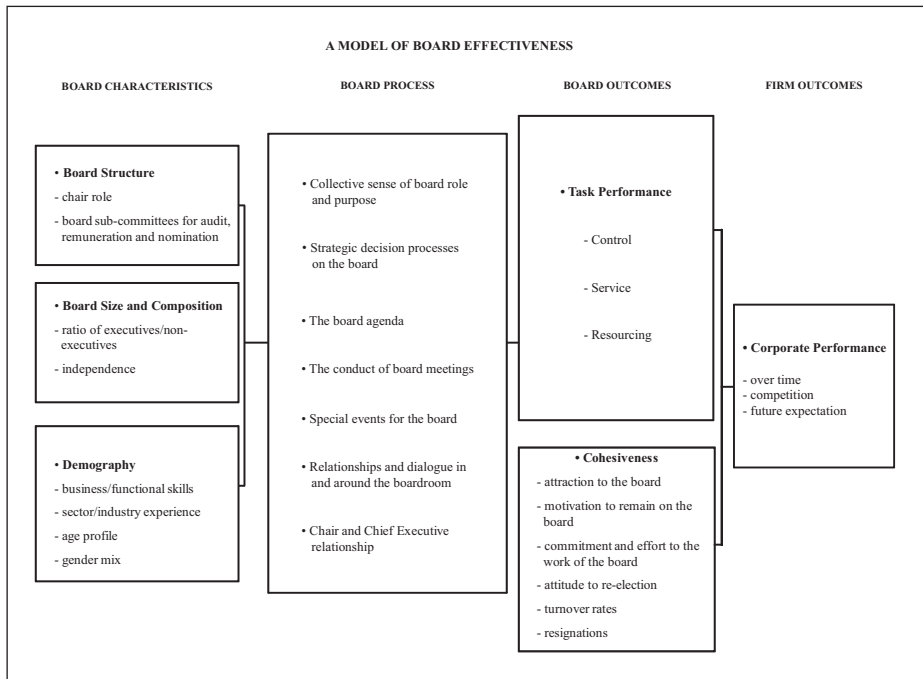 A MODEL OF BOARD EFFECTIVENESS
BOARD CHARACTERISTICS
BOARD PROCESS
BOARD OUTCOMES
FIRM OUTCOMES
• Board Structure
- chair role
- board sub-committees for audit,
remuneration and nomination
• Board Size and Composition
- ratio of executives/non-
executives
- independence
• Demography
- business/functional skills
- sector/industry experience
- age profile
- gender mix
• Collective sense of board role
and purpose
• Strategic decision processes
on the board
• The board agenda
• The conduct of board meetings
• Special events for the board
• Relationships and dialogue in
and around the boardroom
• Chair and Chief Executive
relationship
• Task Performance
- Control
- Service
- Resourcing
• Cohesiveness
- attraction to the board
- motivation to remain on the
board
- commitment and effort to the
work of the board
- attitude to re-election
- turnover rates
- resignations
• Corporate Performance
- over time
- competition
- future expectation